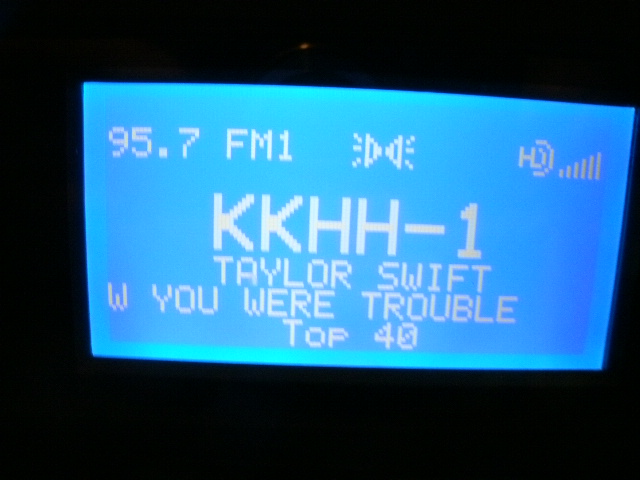 95.7 FM1 HD
KKHH-1
TAYLOR SWIFT
W YOU WERE TROUBLE
TOP 40